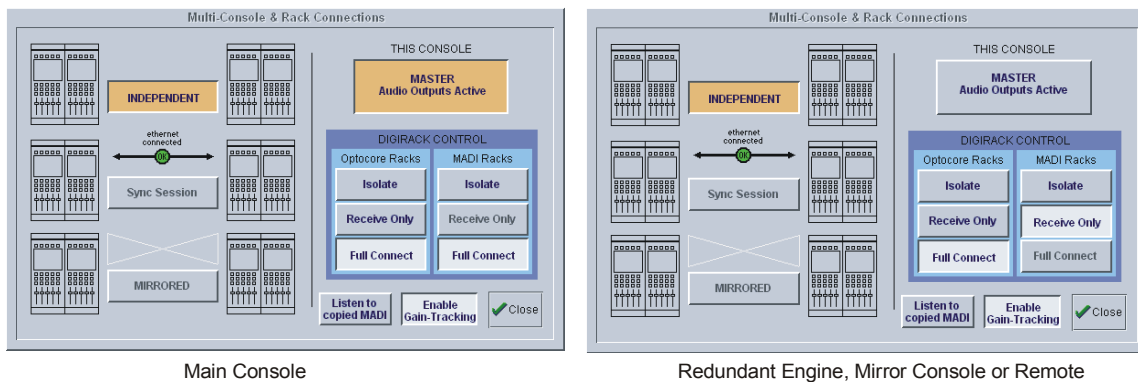 Multi-Console & Rack Connections
THIS CONSOLE
MASTER
Audio Outputs Active
INDEPENDENT
ethernet
connected
OK
Sync Session
MIRRORED
DIGIRACK CONTROL
Optocore Racks
MADI Racks
Isolate
Isolate
Receive Only
Receive Only
Full Connect
Full Connect
Listen to
copied MADI
Enable
Gain-Tracking
Close
Main Console
Multi-Console & Rack Connections
THIS CONSOLE
MASTER
Audio Outputs Active
INDEPENDENT
ethernet
connected
OK
Sync Session
MIRRORED
DIGIRACK CONTROL
Optocore Racks
MADI Racks
Isolate
Isolate
Receive Only
Receive Only
Full Connect
Full Connect
Listen to
copied MADI
Enable
Gain-Tracking
Close
Redundant Engine, Mirror Console or Remote